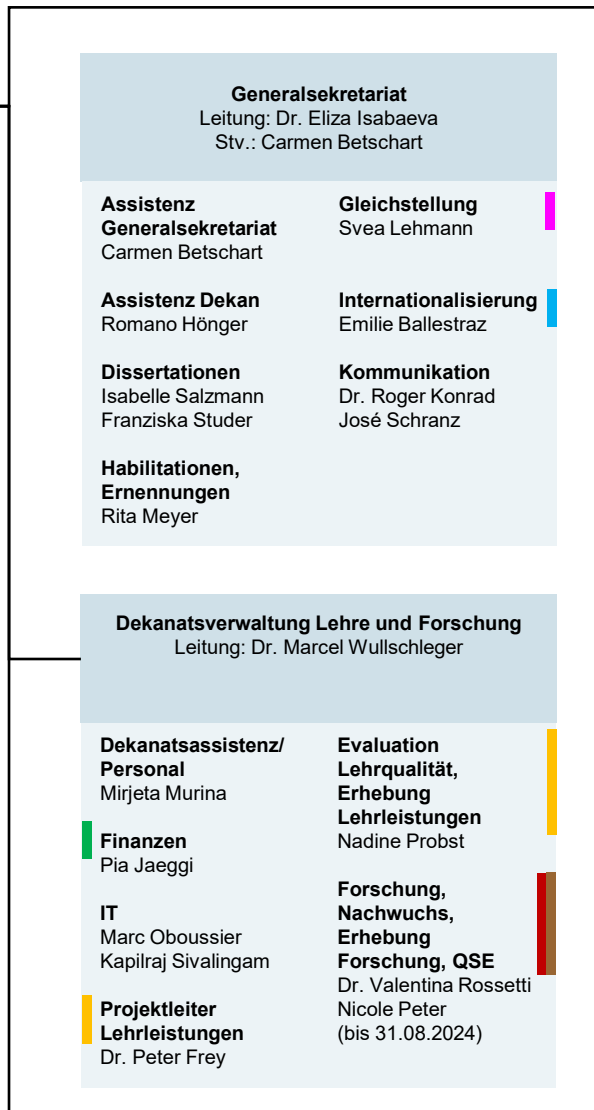 Generalsekretariat
Leitung: Dr. Eliza Isabaeva
Stv.: Carmen Betschart
Assistenz
Generalsekretariat
Carmen Betschart
Assistenz Dekan
Romano Hönger
Dissertationen
Isabelle Salzmann
Franziska Studer
Habilitationen,
Ernennungen
Rita Meyer
Gleichstellung
Svea Lehmann
Internationalisierung
Emilie Ballestraz
Kommunikation
Dr. Roger Konrad
José Schranz
Dekanatsverwaltung Lehre und Forschung
Leitung: Dr. Marcel Wullschleger
Dekanatsassistenz/
Personal
Mirjeta Murina
Finanzen
Pia Jaeggi
IT
Marc Oboussier
Kapilraj Sivalingam
Projektleiter
Lehrleistungen
Dr. Peter Frey
Evaluation
Lehrqualität,
Erhebung
Lehrleistungen
Nadine Probst
Forschung,
Nachwuchs,
Erhebung
Forschung, QSE
Dr. Valentina Rossetti
Nicole Peter
(bis 31.08.2024)